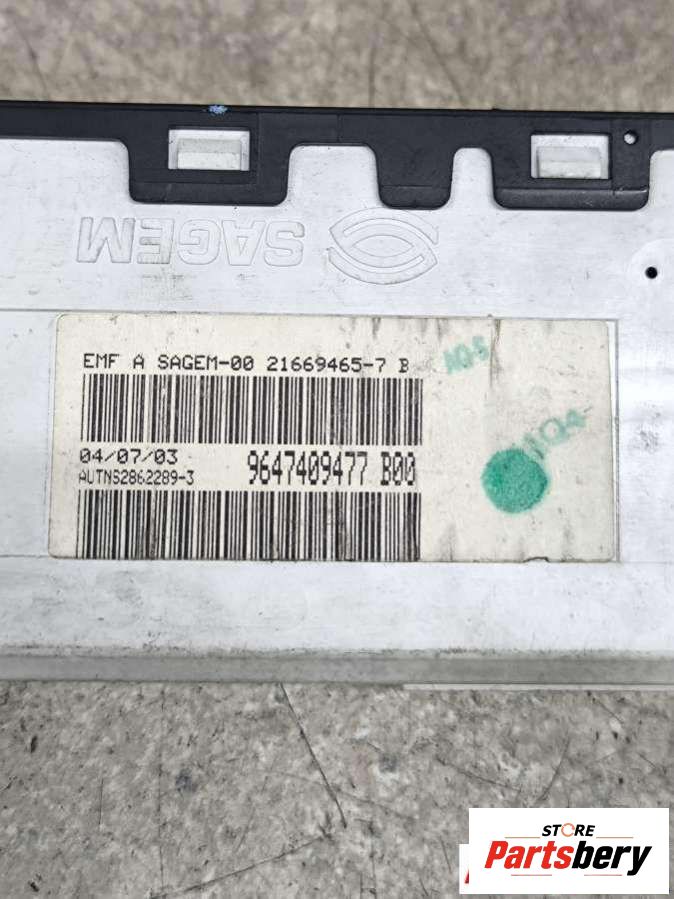 SAGEM
EMF A SAGEM-00 21669465-7 B
04/07/03
9647409477 B00
AUTNS2862289-3
STORE
Partsbery